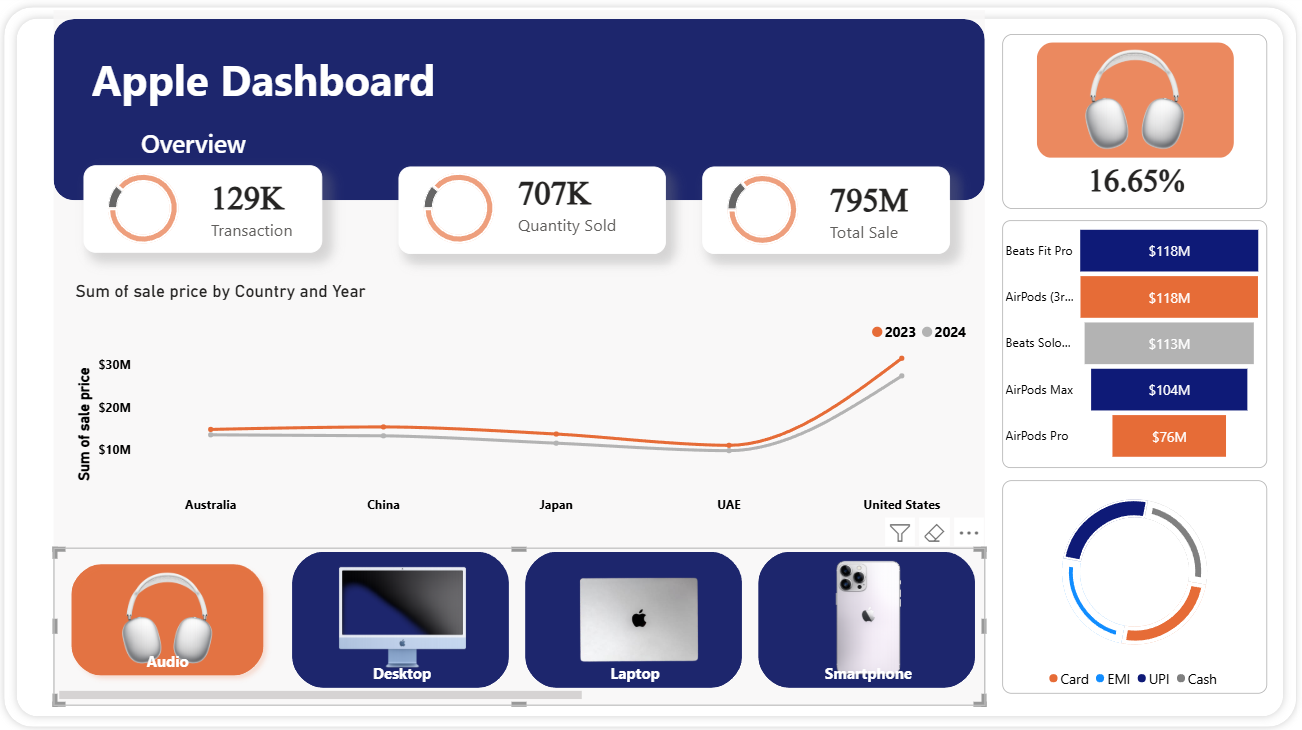 Apple Dashboard
Overview
129K
Transaction
707K
Quantity Sold
795M
Total Sale
Sum of sale price by Country and Year
2023 2024
Sum of sale price
$30M
$20M
$10M
Australia China Japan UAE United States
Audio
Desktop
Laptop
Smartphone
16.65%
Beats Fit Pro $118M
AirPods (3r... $118M
Beats Solo... $113M
AirPods Max $104M
AirPods Pro $76M
Card EMI UPI Cash